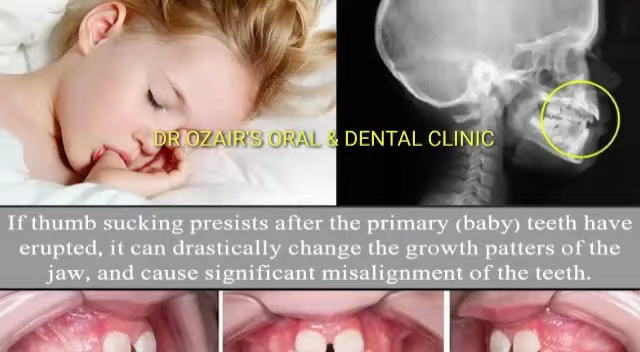 DR.OZAIR'S ORAL & DENTAL CLINIC
If thumb sucking presists after the primary (baby) teeth have
erupted, it can drastically change the growth patters of the
jaw, and cause significant misalignment of the teeth.